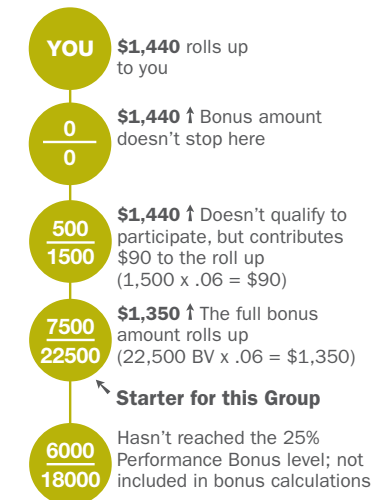 YOU
$1,440 rolls up
to you
0
0
$1,440 ↑ Bonus amount
doesn't stop here
500
1500
$1,440 ↑ Doesn't qualify to
participate, but contributes
$90 to the roll up
(1,500 x .06 = $90)
7500
22500
$1,350 ↑ The full bonus
amount rolls up
(22,500 BV x .06 = $1,350)
Starter for this Group
6000
18000
Hasn't reached the 25%
Performance Bonus level; not
included in bonus calculations